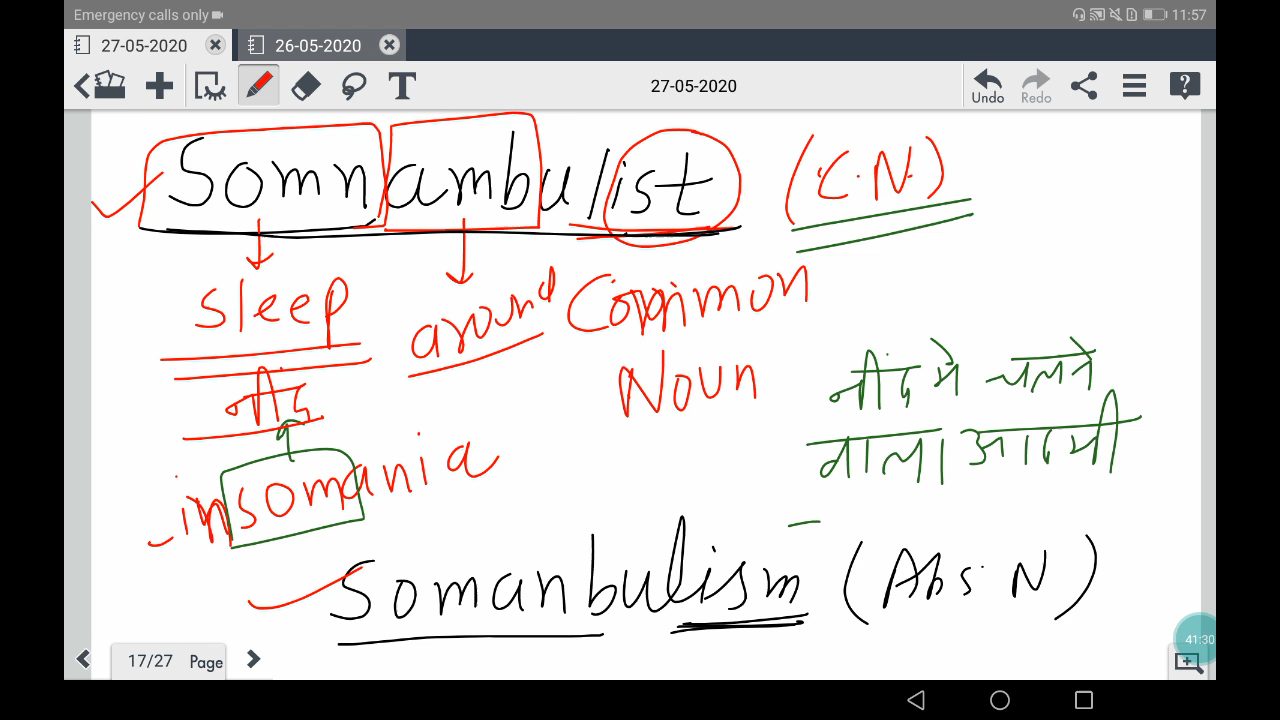 Emergency calls only
11:57
27-05-2020
26-05-2020
27-05-2020
Undo
Redo
T
?
Somnambulist (C.N.)
sleep around Common
Noun
नींद
insomania
नींद मे चलने
वाला आदमी
Somanbulism (Abs. N)
41:30
17/27 Page